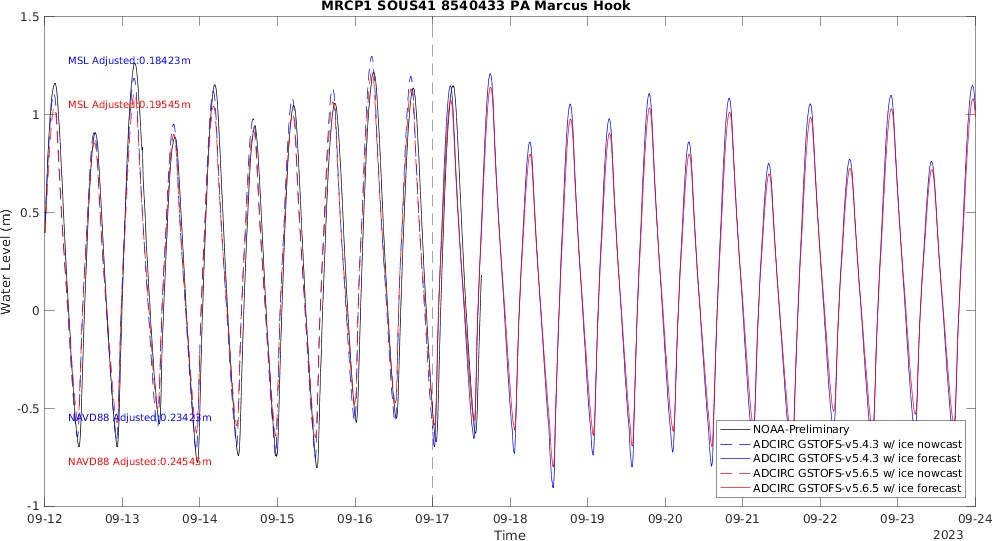 MRCP1 SOUS41 8540433 PA Marcus Hook
1.5
1
0.5
0
-0.5
-1
Water Level (m)
MSL Adjusted:0.18423m
MSL Adjusted:0.19545m
NAVD88 Adjusted:0.23423m
NAVD88 Adjusted:0.24545m
NOAA-Preliminary
ADCIRC GSTOFS-v5.4.3 w/ ice nowcast
ADCIRC GSTOFS-v5.4.3 w/ ice forecast
ADCIRC GSTOFS-v5.6.5 w/ ice nowcast
ADCIRC GSTOFS-v5.6.5 w/ ice forecast
09-12 09-13 09-14 09-15 09-16 09-17 09-18 09-19 09-20 09-21 09-22 09-23 09-24
Time
2023